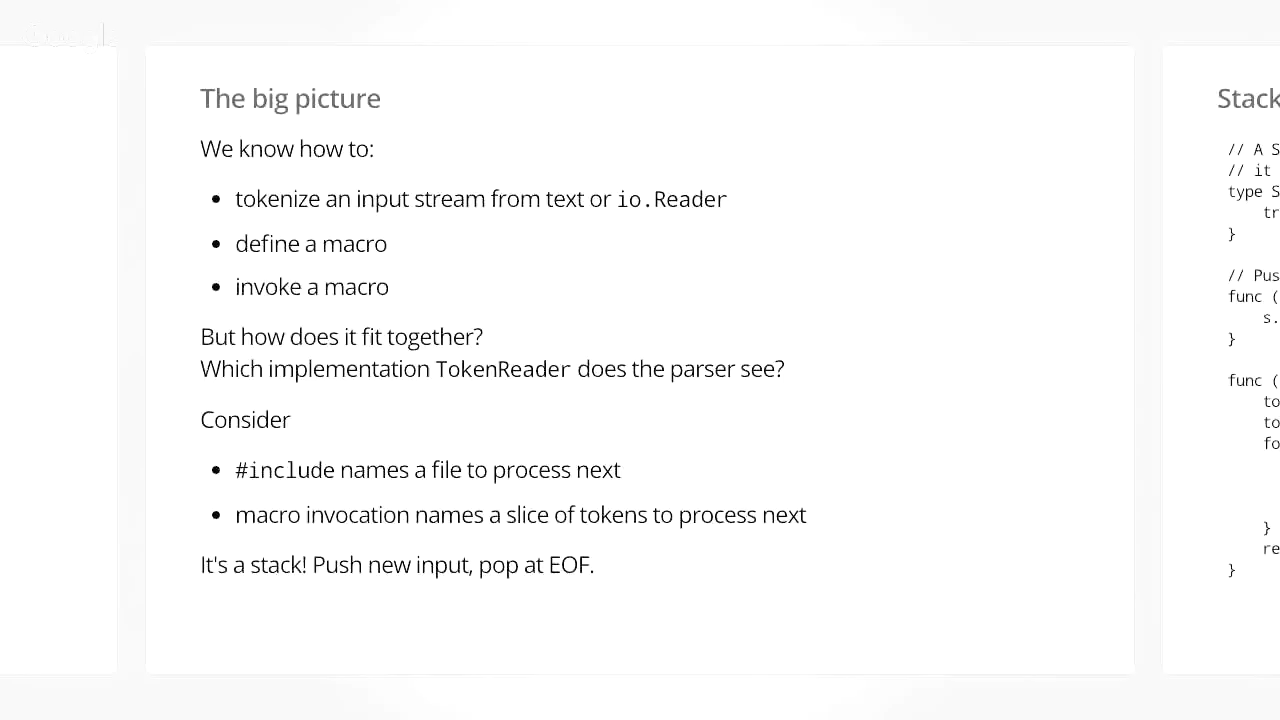 The big picture
We know how to:
• tokenize an input stream from text or io.Reader
• define a macro
• invoke a macro
But how does it fit together?
Which implementation TokenReader does the parser see?
Consider
• #include names a file to process next
• macro invocation names a slice of tokens to process next
It's a stack! Push new input, pop at EOF.
Stack
// A S
// it
type S
tr
}
// Pus
func (
s.
}
func (
to
to
fo
}
re
}